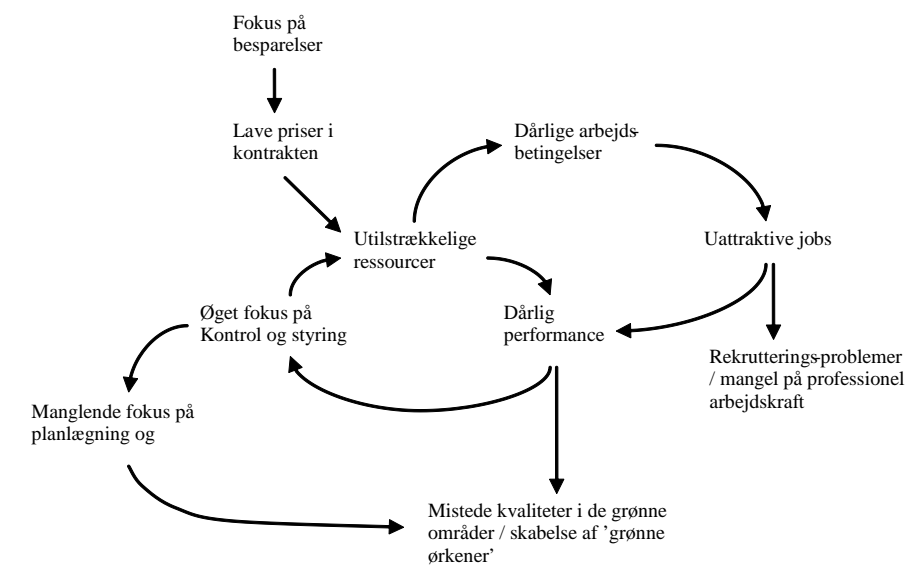 Fokus på
besparelser
Lave priser i
kontrakten
Dårlige arbejds-
betingelser
Utilstrækkelige
ressourcer
Uattraktive jobs
Øget fokus på
Kontrol og styring
Dårlig
performance
Rekrutterings-problemer
/ mangel på professionel
arbejdskraft
Manglende fokus på
planlægning og
Mistede kvaliteter i de grønne
områder / skabelse af ’grønne
ørkener’